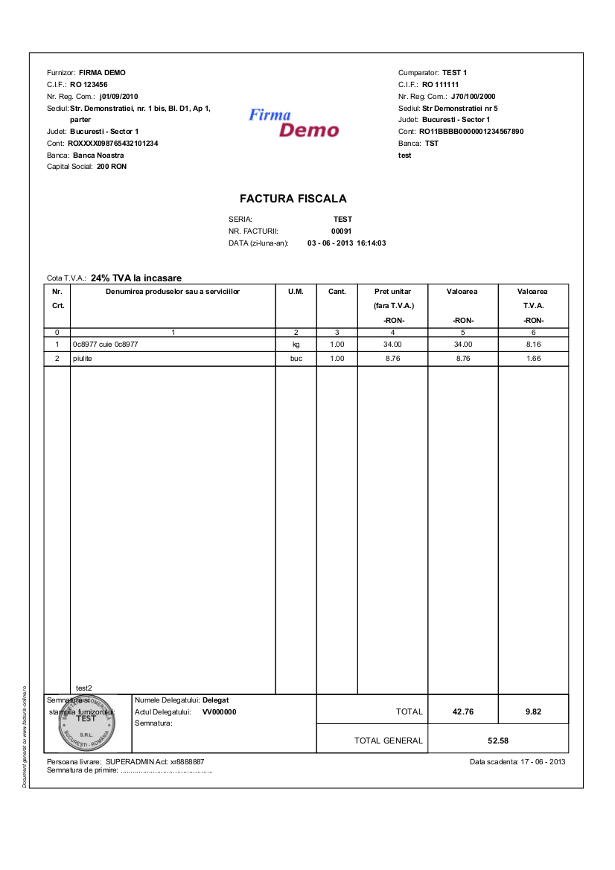 Furnizor: FIRMA DEMO
C.I.F.: RO 123456
Nr. Reg. Com.: j01/09/2010
Sediul: Str. Demonstratiei, nr. 1 bis, Bl. D1, Ap 1,
parter
Judet: Bucuresti - Sector 1
Cont: ROXXXX098765432101234
Banca: Banca Noastra
Capital Social: 200 RON
Firma
Demo
Cumparator: TEST 1
C.I.F.: RO 111111
Nr. Reg. Com.: J70/100/2000
Sediul: Str Demonstratiei nr 5
Judet: Bucuresti - Sector 1
Cont: RO11BBBB0000001234567890
Banca: TST
test
FACTURA FISCALA
SERIA: TEST
NR. FACTURII: 00091
DATA (zi-luna-an): 03 - 06 - 2013 16:14:03
Cota T.V.A.: 24% TVA la incasare
Nr. Crt. Denumirea produselor sau a serviciilor U.M. Cant. Pret unitar (fara T.V.A.) -RON- Valoarea -RON- Valoarea T.V.A. -RON-
0 1 2 3 4 5 6
1 0c8977 cuie 0c8977 kg 1.00 34.00 34.00 8.16
2 piulite buc 1.00 8.76 8.76 1.66
test2
Semnatura si
stampila furnizorului:
TEST
S.R.L.
BUCURESTI - ROMANIA
Numele Delegatului: Delegat
Actul Delegatului: VV000000
Semnatura:
TOTAL 42.76 9.82
TOTAL GENERAL 52.58
Persoana livrare: SUPERADMIN Act: xr8888887
Semnatura de primire: ..............................................
Data scadenta: 17 - 06 - 2013
Document generat cu www.facturis-online.ro